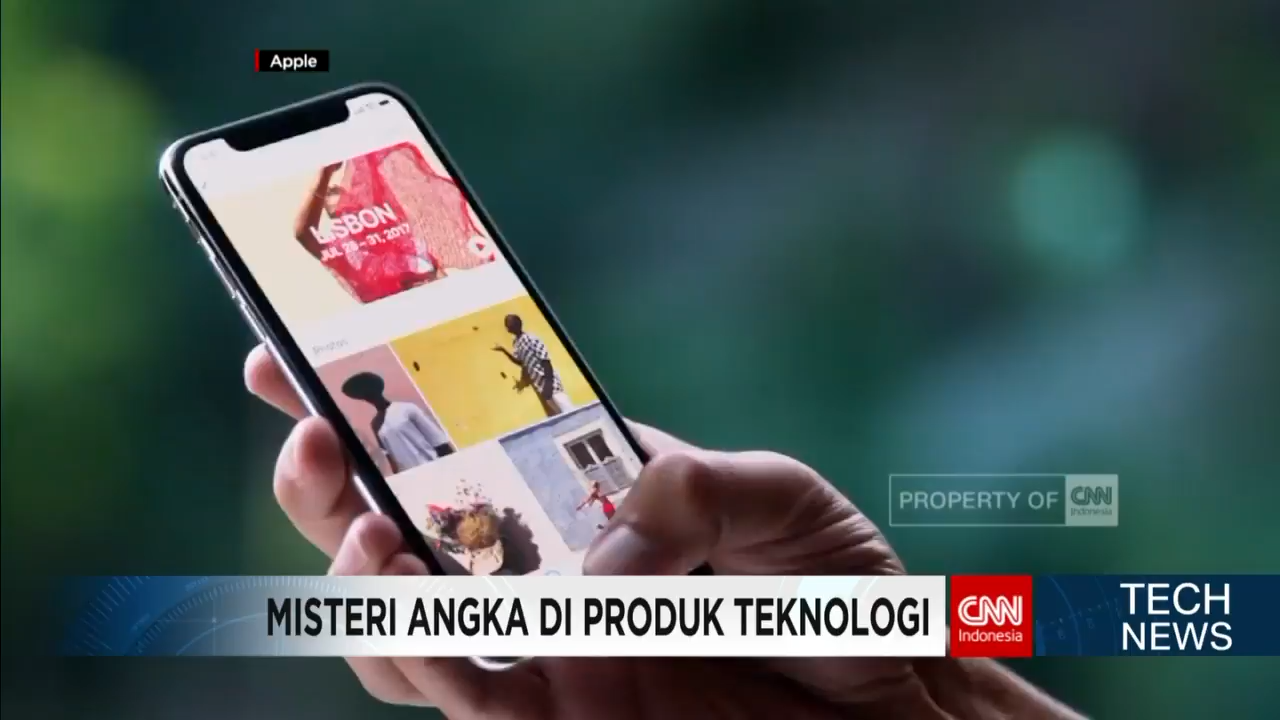 Apple
LISBON
JUL 28 – 31, 2017
Photos
PROPERTY OF CNN Indonesia
MISTERI ANGKA DI PRODUK TEKNOLOGI
CNN
Indonesia
TECH
NEWS